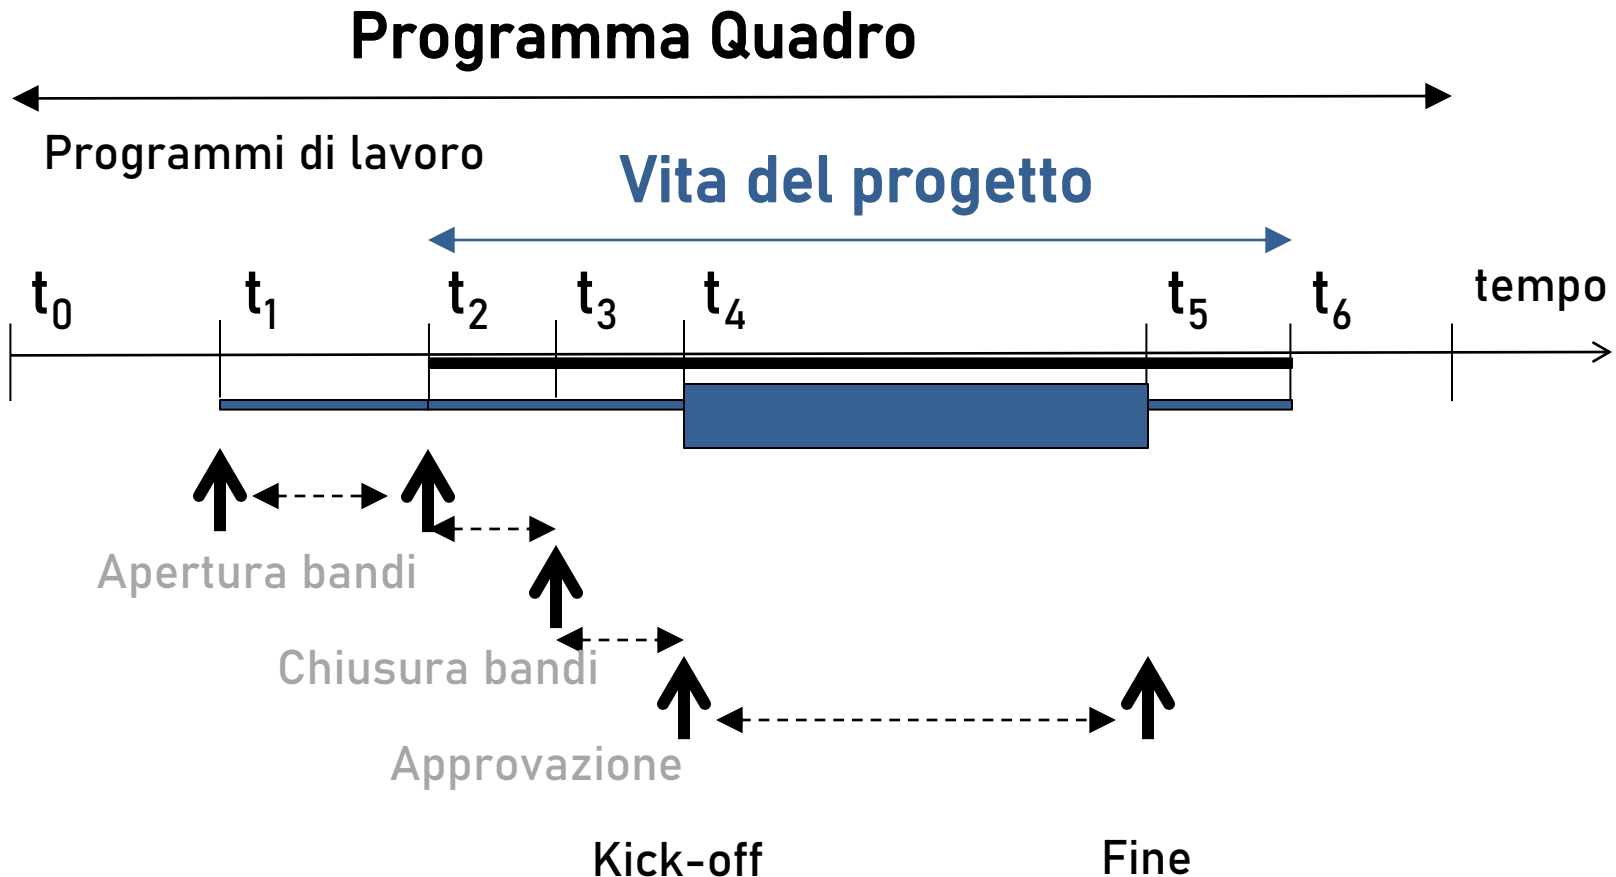 Programma Quadro
Programmi di lavoro
Vita del progetto
t0 t1 t2 t3 t4 t5 t6 tempo
Apertura bandi
Chiusura bandi
Approvazione
Kick-off Fine